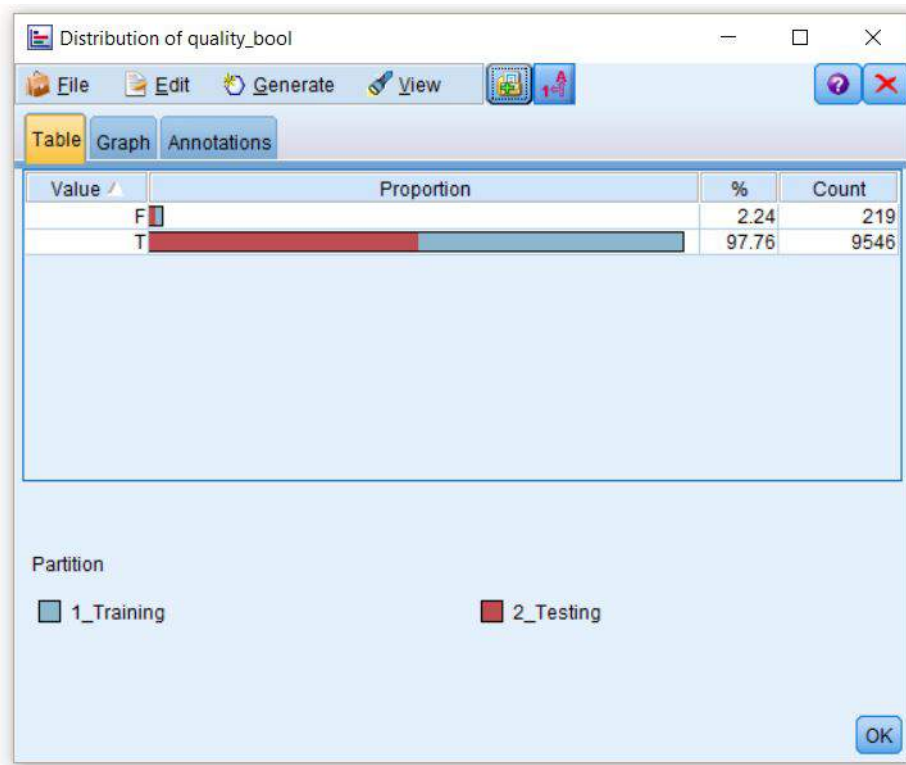 Distribution of quality_bool
File Edit Generate View
Table Graph Annotations
Value Proportion % Count
F 2.24 219
T 97.76 9546
Partition
1_Training 2_Testing
OK